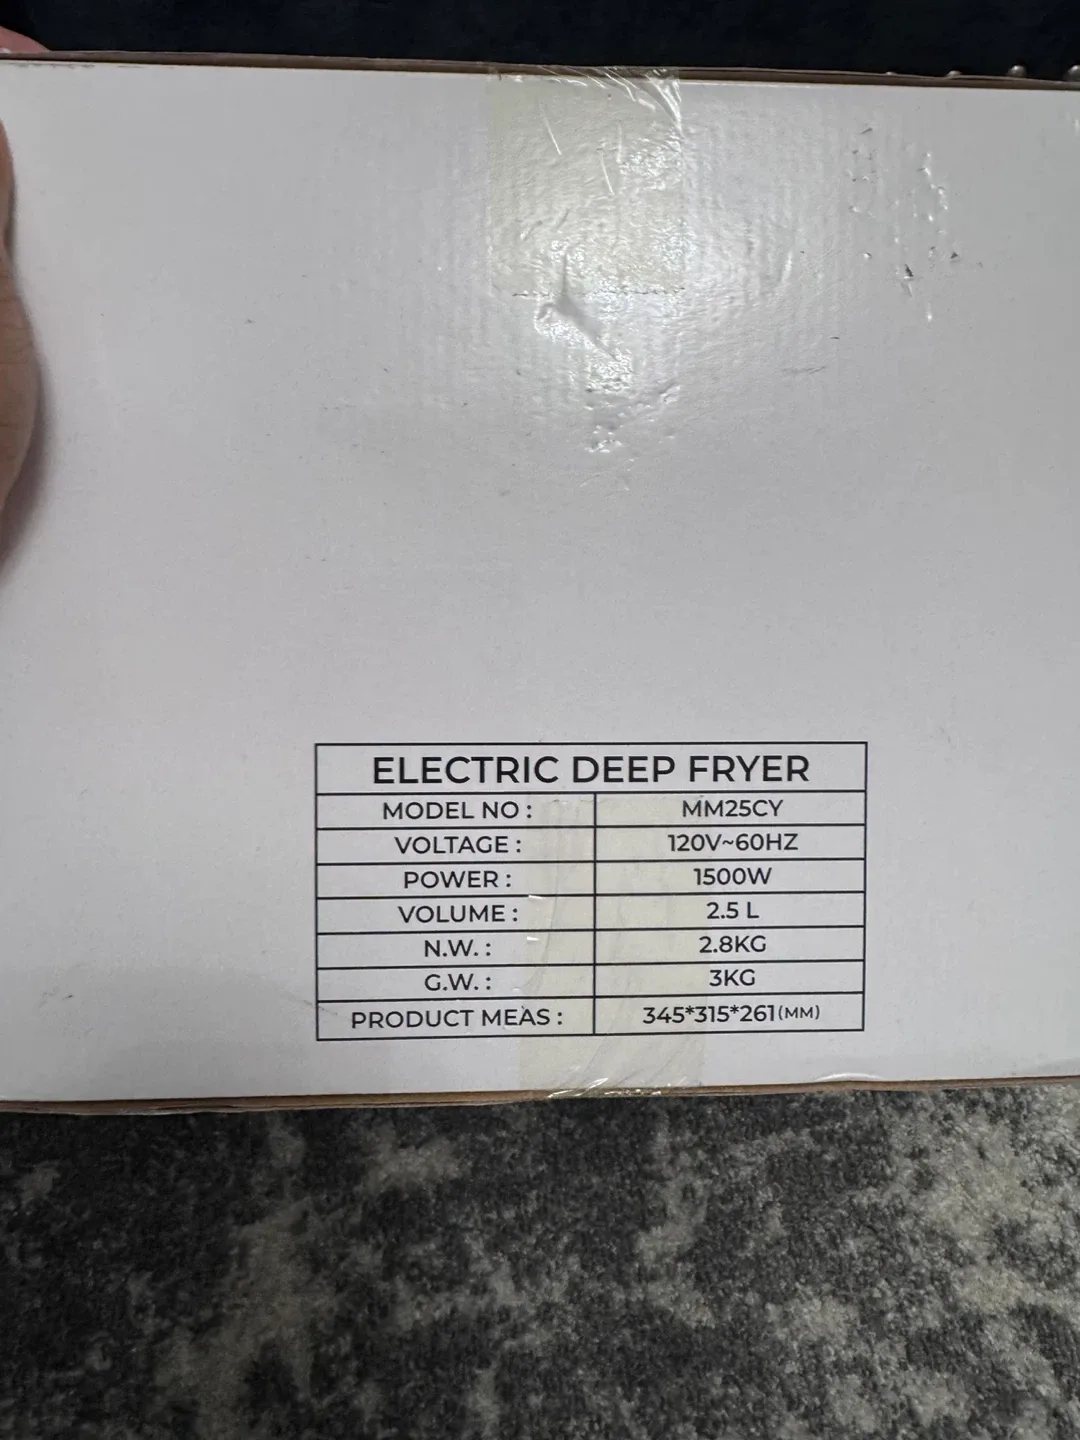 ELECTRIC DEEP FRYER
MODEL NO : MM25CY
VOLTAGE : 120V~60HZ
POWER : 1500W
VOLUME : 2.5 L
N.W. : 2.8KG
G.W. : 3KG
PRODUCT MEAS : 345*315*261(MM)